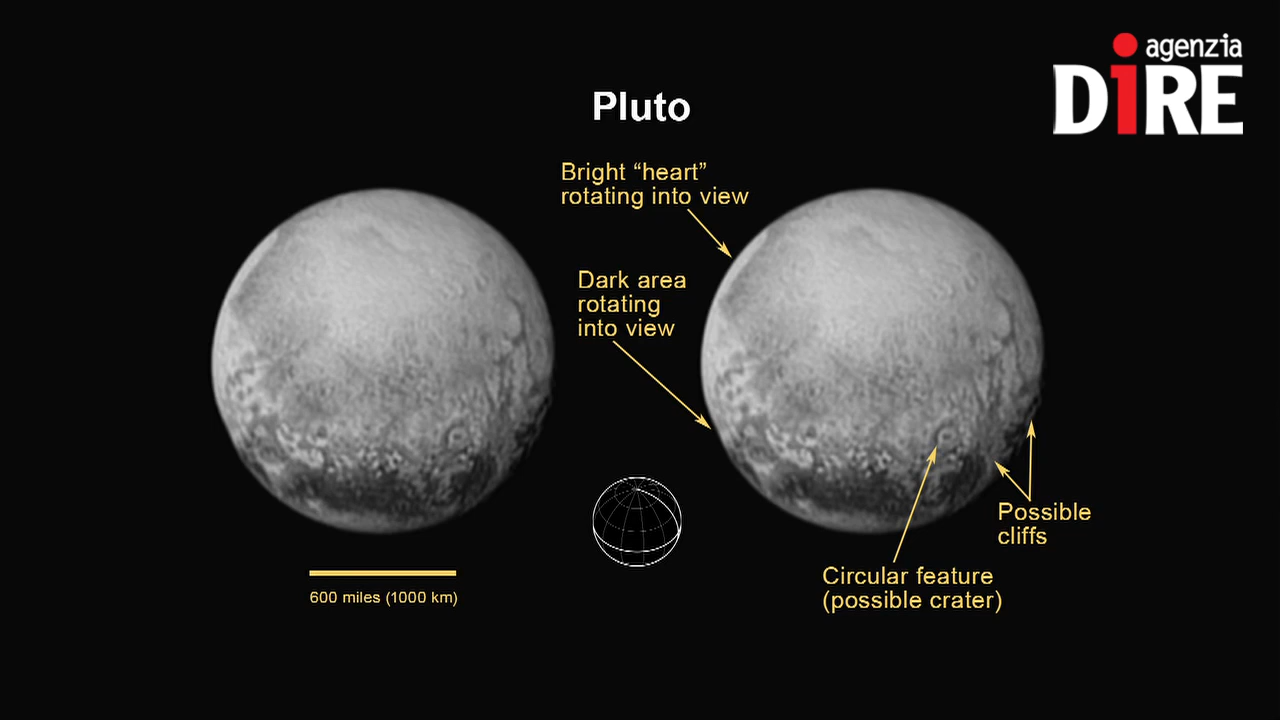 agenzia
DiRE
Pluto
Bright “heart”
rotating into view
Dark area
rotating
into view
Possible
cliffs
Circular feature
(possible crater)
600 miles (1000 km)